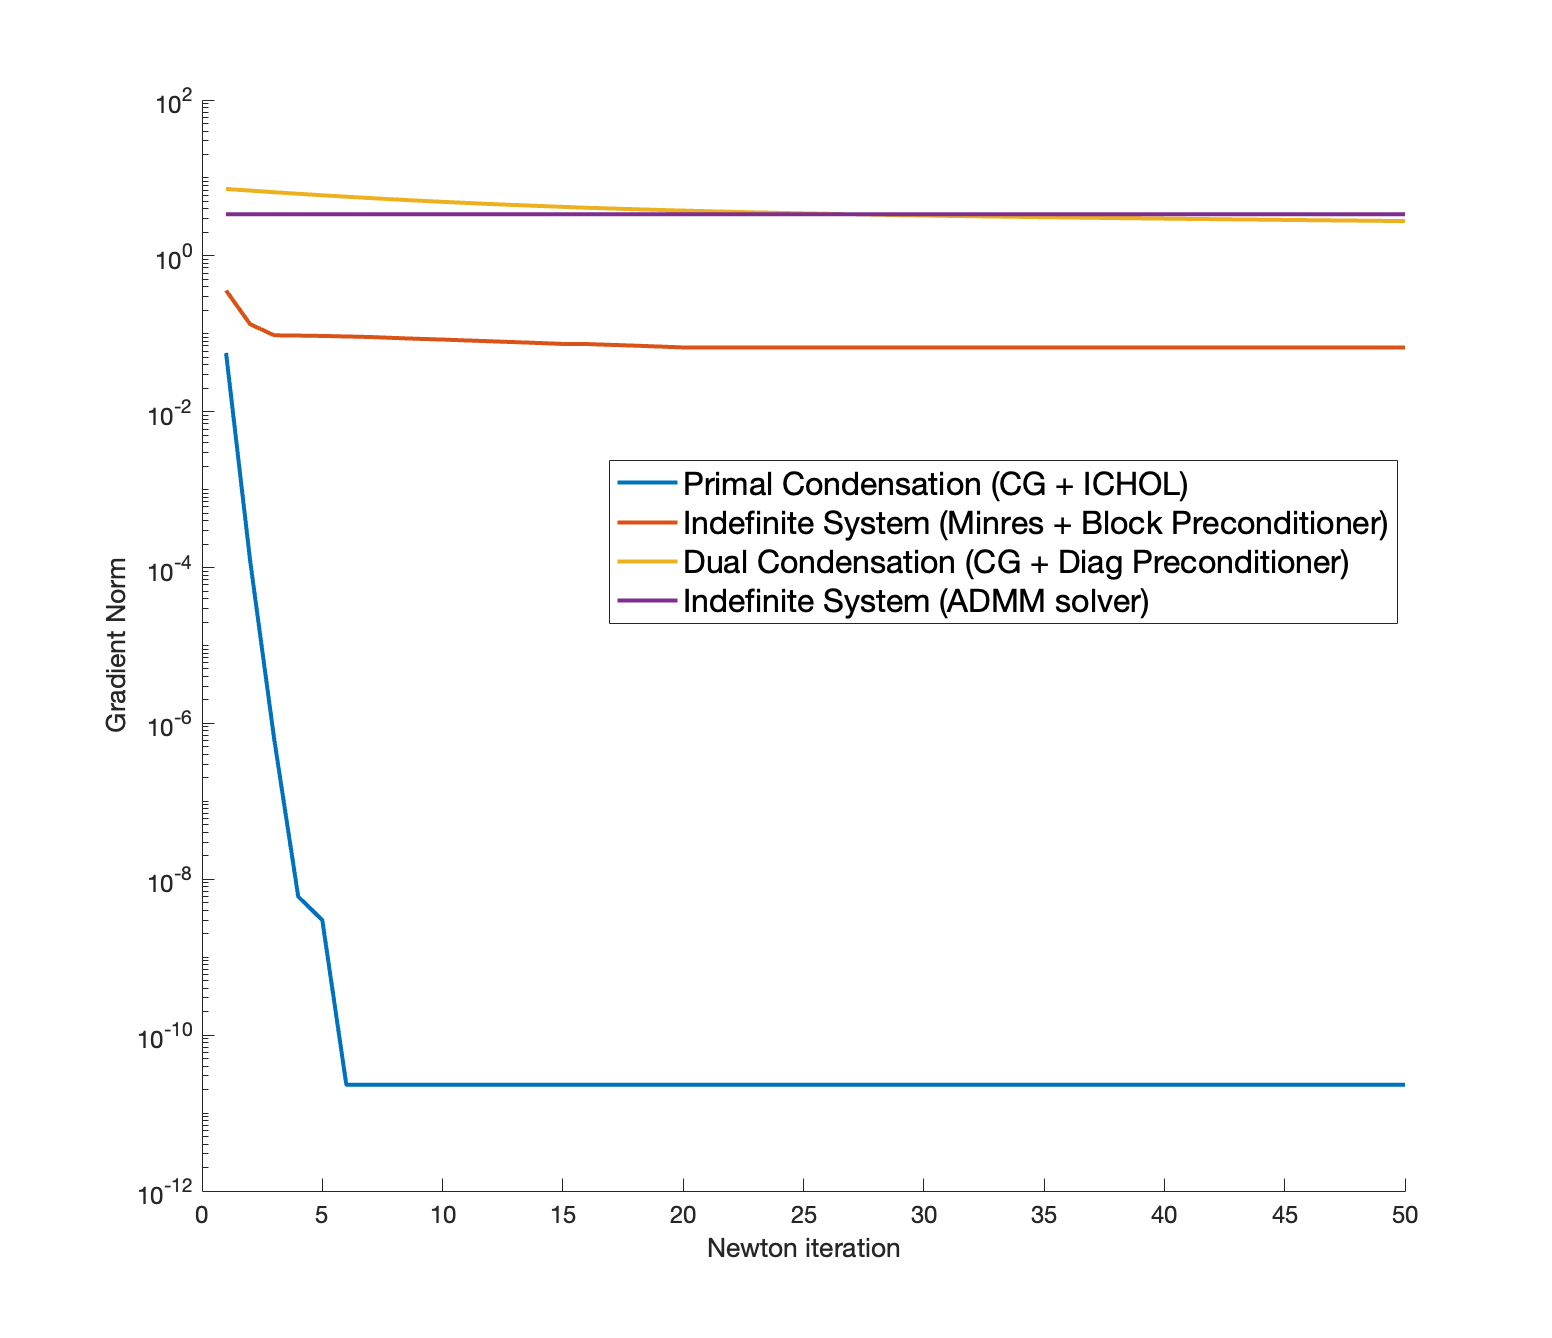 10^2
10^0
10^-2
10^-4
10^-6
10^-8
10^-10
10^-12
Gradient Norm
Primal Condensation (CG + ICHOL)
Indefinite System (Minres + Block Preconditioner)
Dual Condensation (CG + Diag Preconditioner)
Indefinite System (ADMM solver)
0 5 10 15 20 25 30 35 40 45 50
Newton iteration